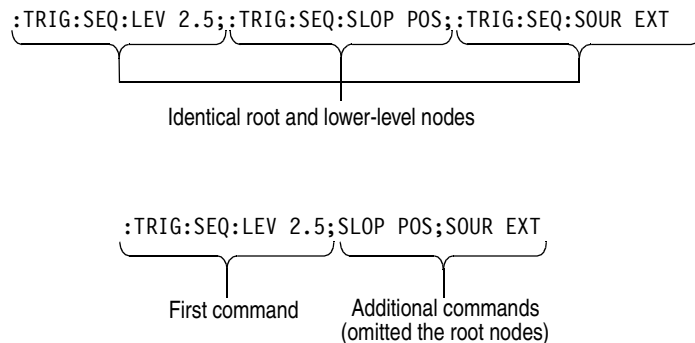 :TRIG:SEQ:LEV 2.5;:TRIG:SEQ:SLOP POS;:TRIG:SEQ:SOUR EXT
Identical root and lower-level nodes
:TRIG:SEQ:LEV 2.5;SLOP POS;SOUR EXT
First command
Additional commands
(omitted the root nodes)